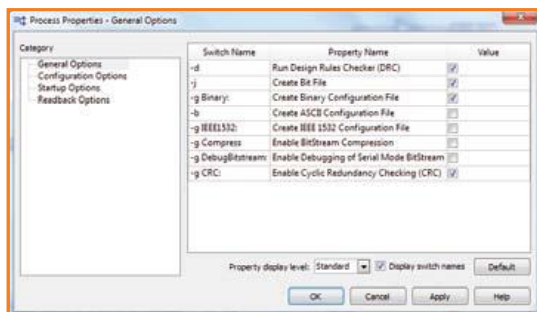 Process Properties - General Options
Category
General Options
Configuration Options
Startup Options
Readback Options
Switch Name Property Name Value
-d Run Design Rules Checker (DRC)
-j Create Bit File
-g Binary: Create Binary Configuration File
-b Create ASCII Configuration File
-g IEEE1532: Create IEEE 1532 Configuration File
-g Compress Enable BitStream Compression
-g DebugBitstream: Enable Debugging of Serial Mode BitStream
-g CRC: Enable Cyclic Redundancy Checking (CRC)
Property display level: Standard Display switch names Default
OK Cancel Apply Help